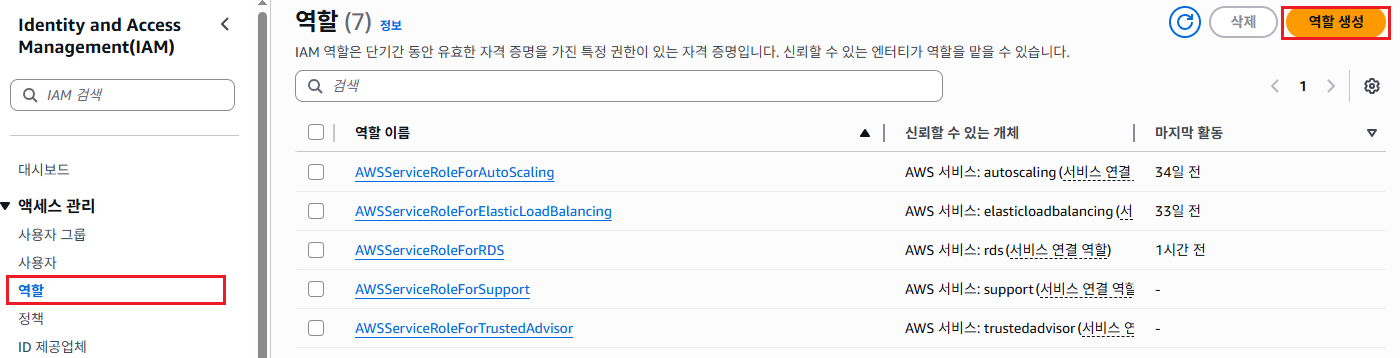 Identity and Access
Management(IAM)
IAM 검색
대시보드
액세스 관리
사용자 그룹
사용자
역할
정책
ID 제공업체
역할 (7) 정보
삭제
역할 생성
IAM 역할은 단기간 동안 유효한 자격 증명을 가진 특정 권한이 있는 자격 증명입니다. 신뢰할 수 있는 엔터티가 역할을 맡을 수 있습니다.
검색
1
역할 이름 신뢰할 수 있는 개체 마지막 활동
AWSServiceRoleForAutoScaling AWS 서비스: autoscaling (서비스 연결 34일 전
AWSServiceRoleForElasticLoadBalancing AWS 서비스: elasticloadbalancing (서 33일 전
AWSServiceRoleForRDS AWS 서비스: rds (서비스 연결 역할) 1시간 전
AWSServiceRoleForSupport AWS 서비스: support (서비스 연결 역할 -
AWSServiceRoleForTrustedAdvisor AWS 서비스: trustedadvisor (서비스 연 -